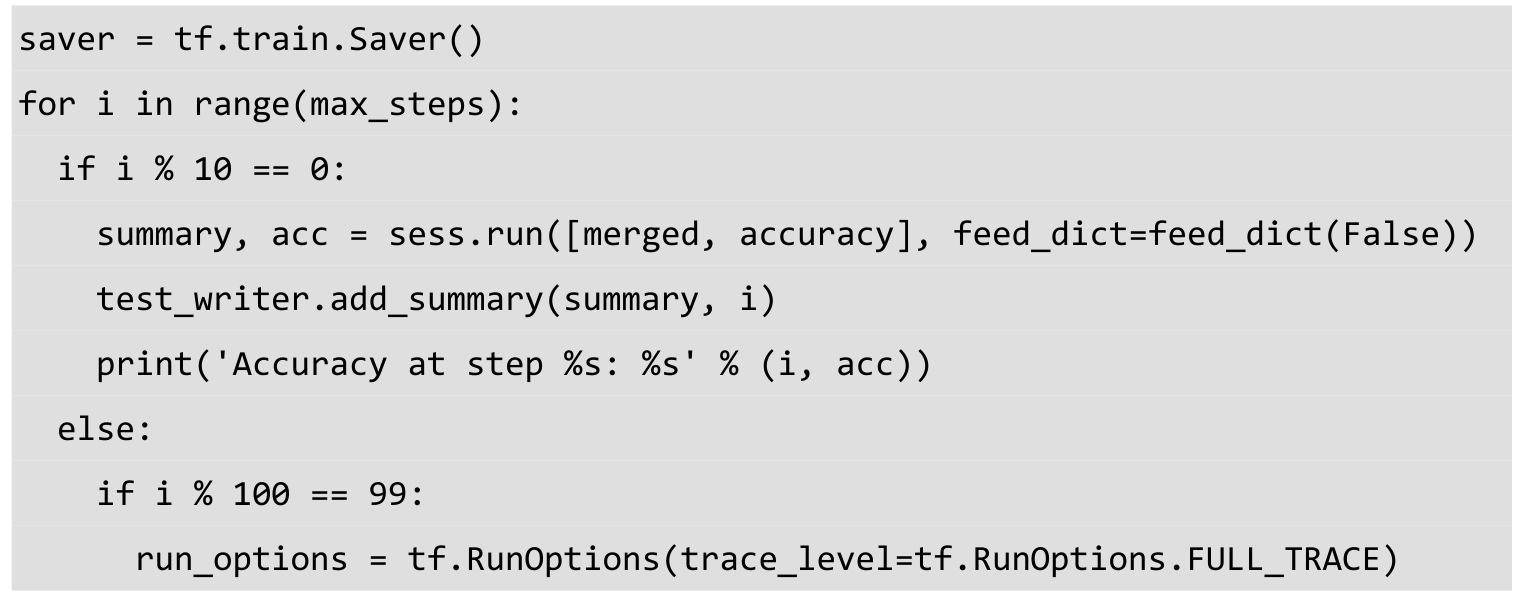 saver = tf.train.Saver()
for i in range(max_steps):
  if i % 10 == 0:
    summary, acc = sess.run([merged, accuracy], feed_dict=feed_dict(False))
    test_writer.add_summary(summary, i)
    print('Accuracy at step %s: %s' % (i, acc))
  else:
    if i % 100 == 99:
      run_options = tf.RunOptions(trace_level=tf.RunOptions.FULL_TRACE)